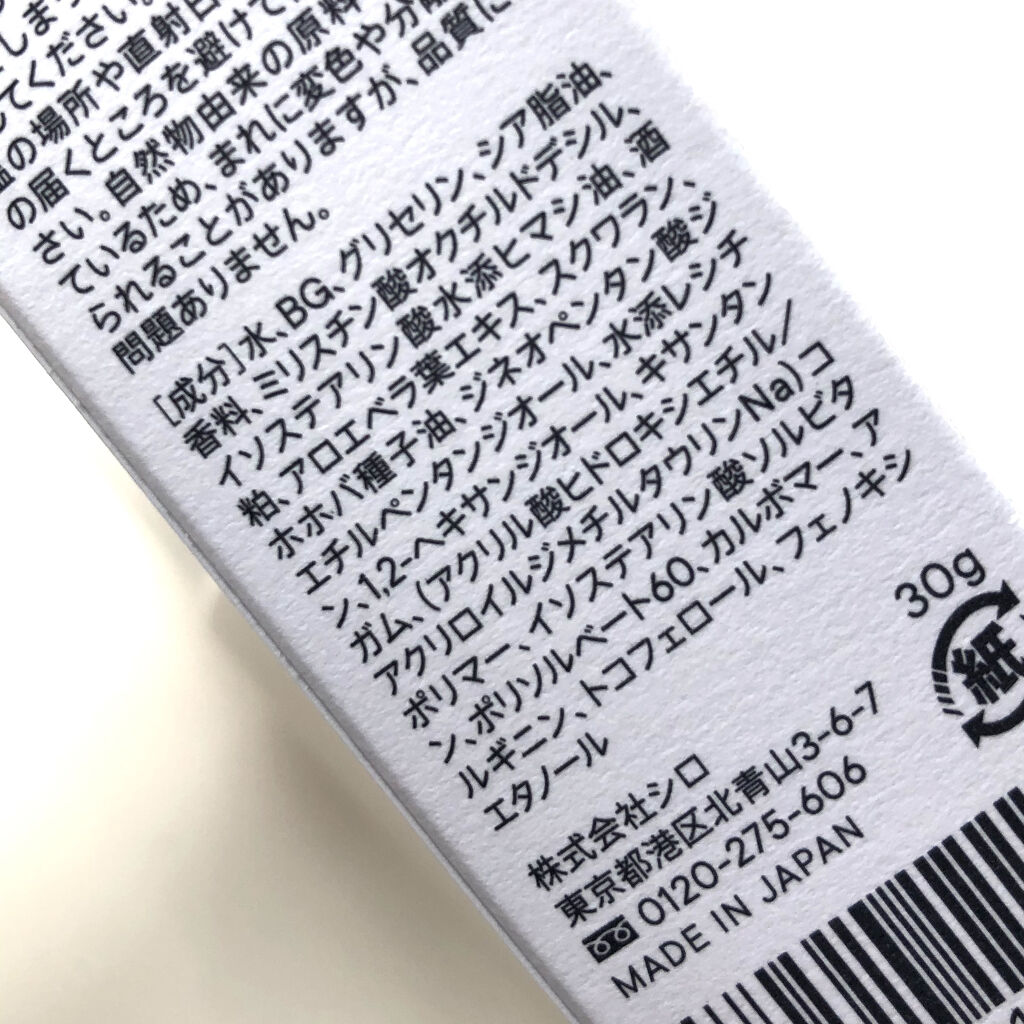 しま
てください。
温の場所や直射日
の届くところを避けて
さい。自然物由来の原料
ているため、まれに変色や分離
られることがありますが、品質に
問題ありません。
[成分]水、BG、グリセリン、シア脂油、
香料、ミリスチン酸オクチルドデシル、
イソステアリン酸水添ヒマシ油、酒
粕、アロエベラ葉エキス、スクワラン、
ホホバ種子油、ジネオペンタン酸ジ
エチルペンタンジオール、水添レシチ
ン、1,2-ヘキサンジオール、キサンタン
ガム、(アクリル酸ヒドロキシエチル/
アクリロイルジメチルタウリンNa)コ
ポリマー、イソステアリン酸ソルビタ
ン、ポリソルベート60、カルボマー、ア
ルギニン、トコフェロール、フェノキシ
エタノール
30g
紙
株式会社シロ
東京都港区北青山3-6-7
0120-275-606
MADE IN JAPAN